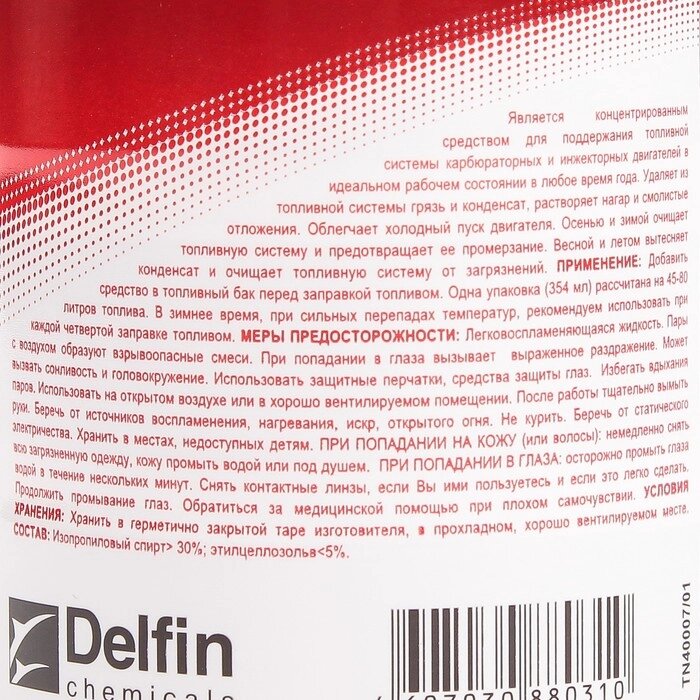 Является концентрированным
средством для поддержания топливной
системы карбюраторных и инжекторных двигателей в
идеальном рабочем состоянии в любое время года. Удаляет из
топливной системы грязь и конденсат, растворяет нагар и смолистые
отложения. Облегчает холодный пуск двигателя. Осенью и зимой очищает
топливную систему и предотвращает ее промерзание. Весной и летом вытесняет
конденсат и очищает топливную систему от загрязнений. ПРИМЕНЕНИЕ: Добавить
средство в топливный бак перед заправкой топливом. Одна упаковка (354 мл) рассчитана на 45-80
литров топлива. В зимнее время, при сильных перепадах температур, рекомендуем использовать при
каждой четвертой заправке топливом. МЕРЫ ПРЕДОСТОРОЖНОСТИ: Легковоспламеняющаяся жидкость. Пары
с воздухом образуют взрывоопасные смеси. При попадании в глаза вызывает выраженное раздражение. Может
вызвать сонливость и головокружение. Использовать защитные перчатки, средства защиты глаз. Избегать вдыхания
паров. Использовать на открытом воздухе или в хорошо вентилируемом помещении. После работы тщательно вымыть
руки. Беречь от источников воспламенения, нагревания, искр, открытого огня. Не курить. Беречь от статического
электричества. Хранить в местах, недоступных детям. ПРИ ПОПАДАНИИ НА КОЖУ (или волосы): немедленно снять
всю загрязненную одежду, кожу промыть водой или под душем. ПРИ ПОПАДАНИИ В ГЛАЗА: осторожно промыть глаза
водой в течение нескольких минут. Снять контактные линзы, если Вы ими пользуетесь и если это легко сделать.
Продолжить промывание глаз. Обратиться за медицинской помощью при плохом самочувствии. УСЛОВИЯ
ХРАНЕНИЯ: Хранить в герметично закрытой таре изготовителя, в прохладном, хорошо вентилируемом месте.
СОСТАВ: Изопропиловый спирт> 30%; этилцеллозольв<5%.
Delfin
chemicals
880310
TN40007/01